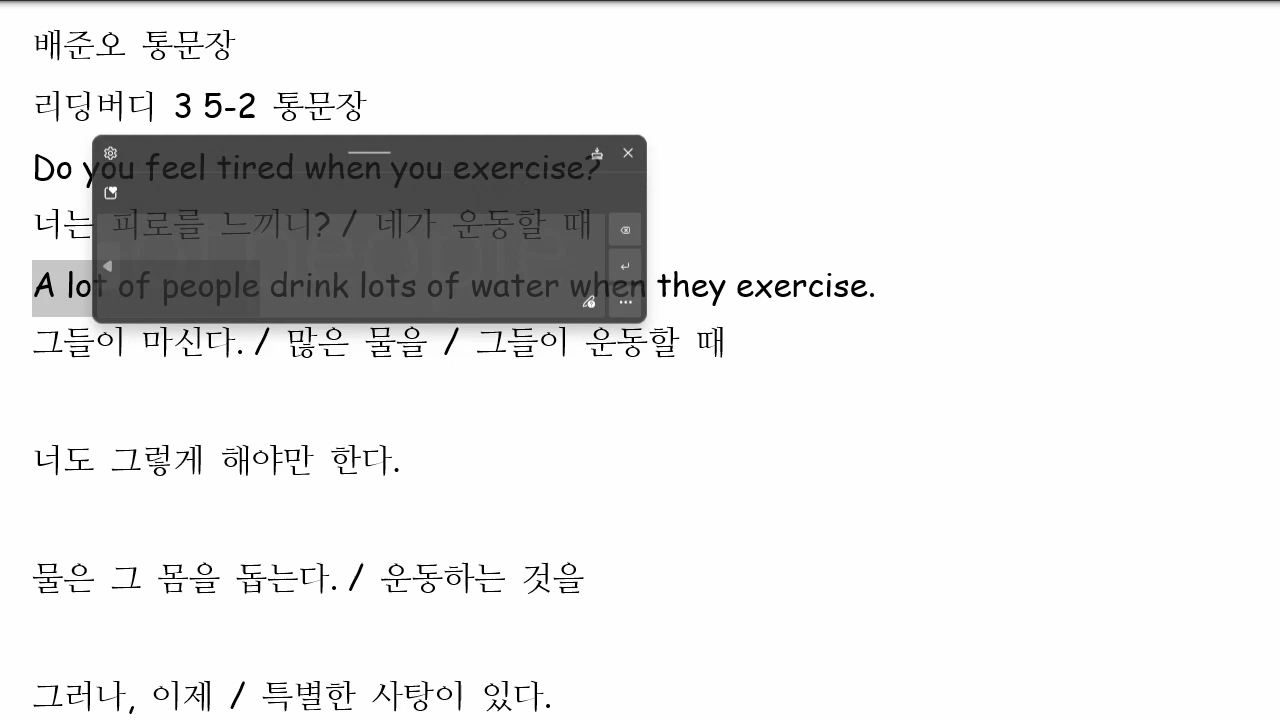 배준오 통문장
리딩버디 3 5-2 통문장
Do you feel tired when you exercise?
너는 피로를 느끼니? / 네가 운동할 때
A lot of people drink lots of water when they exercise.
그들이 마신다. / 많은 물을 / 그들이 운동할 때
너도 그렇게 해야만 한다.
물은 그 몸을 돕는다. / 운동하는 것을
그러나, 이제 / 특별한 사탕이 있다.